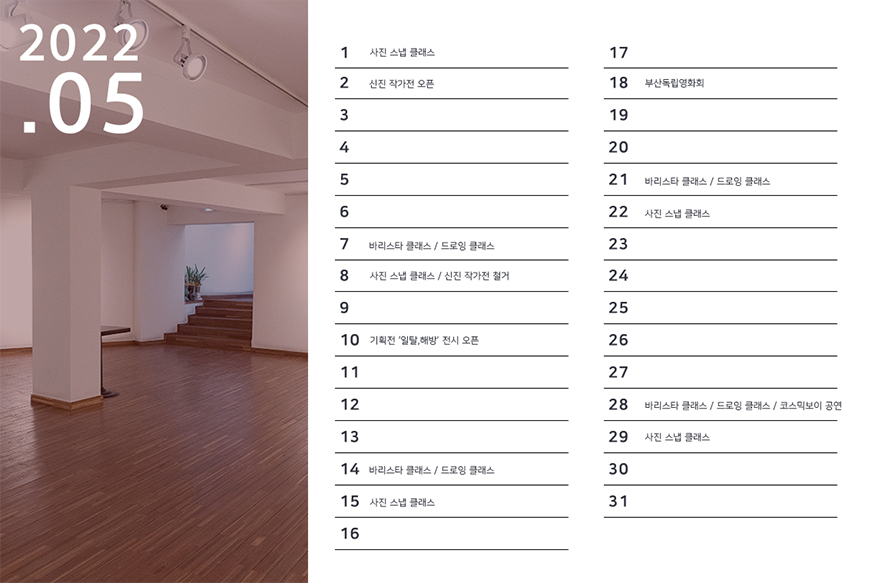 2022
.05
1 사진 스냅 클래스
2 신진 작가전 오픈
3
4
5
6
7 바리스타 클래스 / 드로잉 클래스
8 사진 스냅 클래스 / 신진 작가전 철거
9
10 기획전 '일탈,해방' 전시 오픈
11
12
13
14 바리스타 클래스 / 드로잉 클래스
15 사진 스냅 클래스
16
17
18 부산독립영화회
19
20
21 바리스타 클래스 / 드로잉 클래스
22 사진 스냅 클래스
23
24
25
26
27
28 바리스타 클래스 / 드로잉 클래스 / 코스믹보이 공연
29 사진 스냅 클래스
30
31